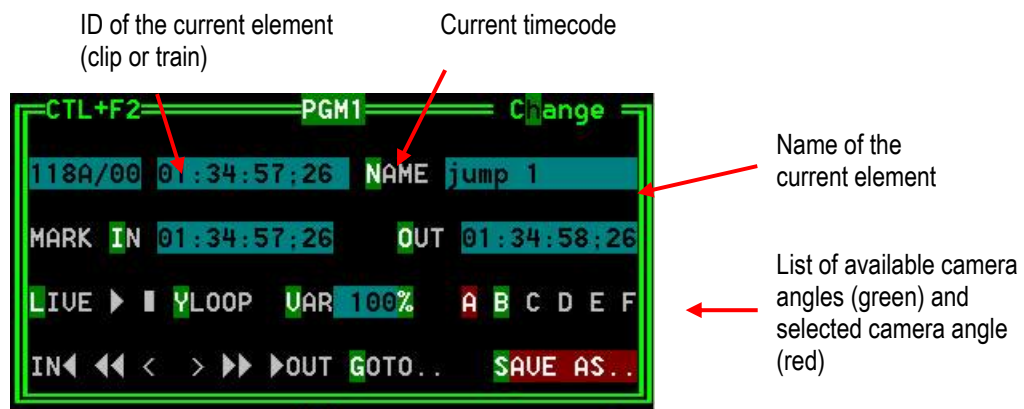 ID of the current element
(clip or train)
Current timecode
CTL+F2 PGM1 Change
118A/00 01:34:57;26 NAME jump 1
Name of the
current element
MARK IN 01:34:57;26 OUT 01:34:58;26
LIVE YLOOP VAR 100% A B C D E F
List of available camera
angles (green) and
selected camera angle
(red)
IN < > OUT GOTO.. SAVE AS..